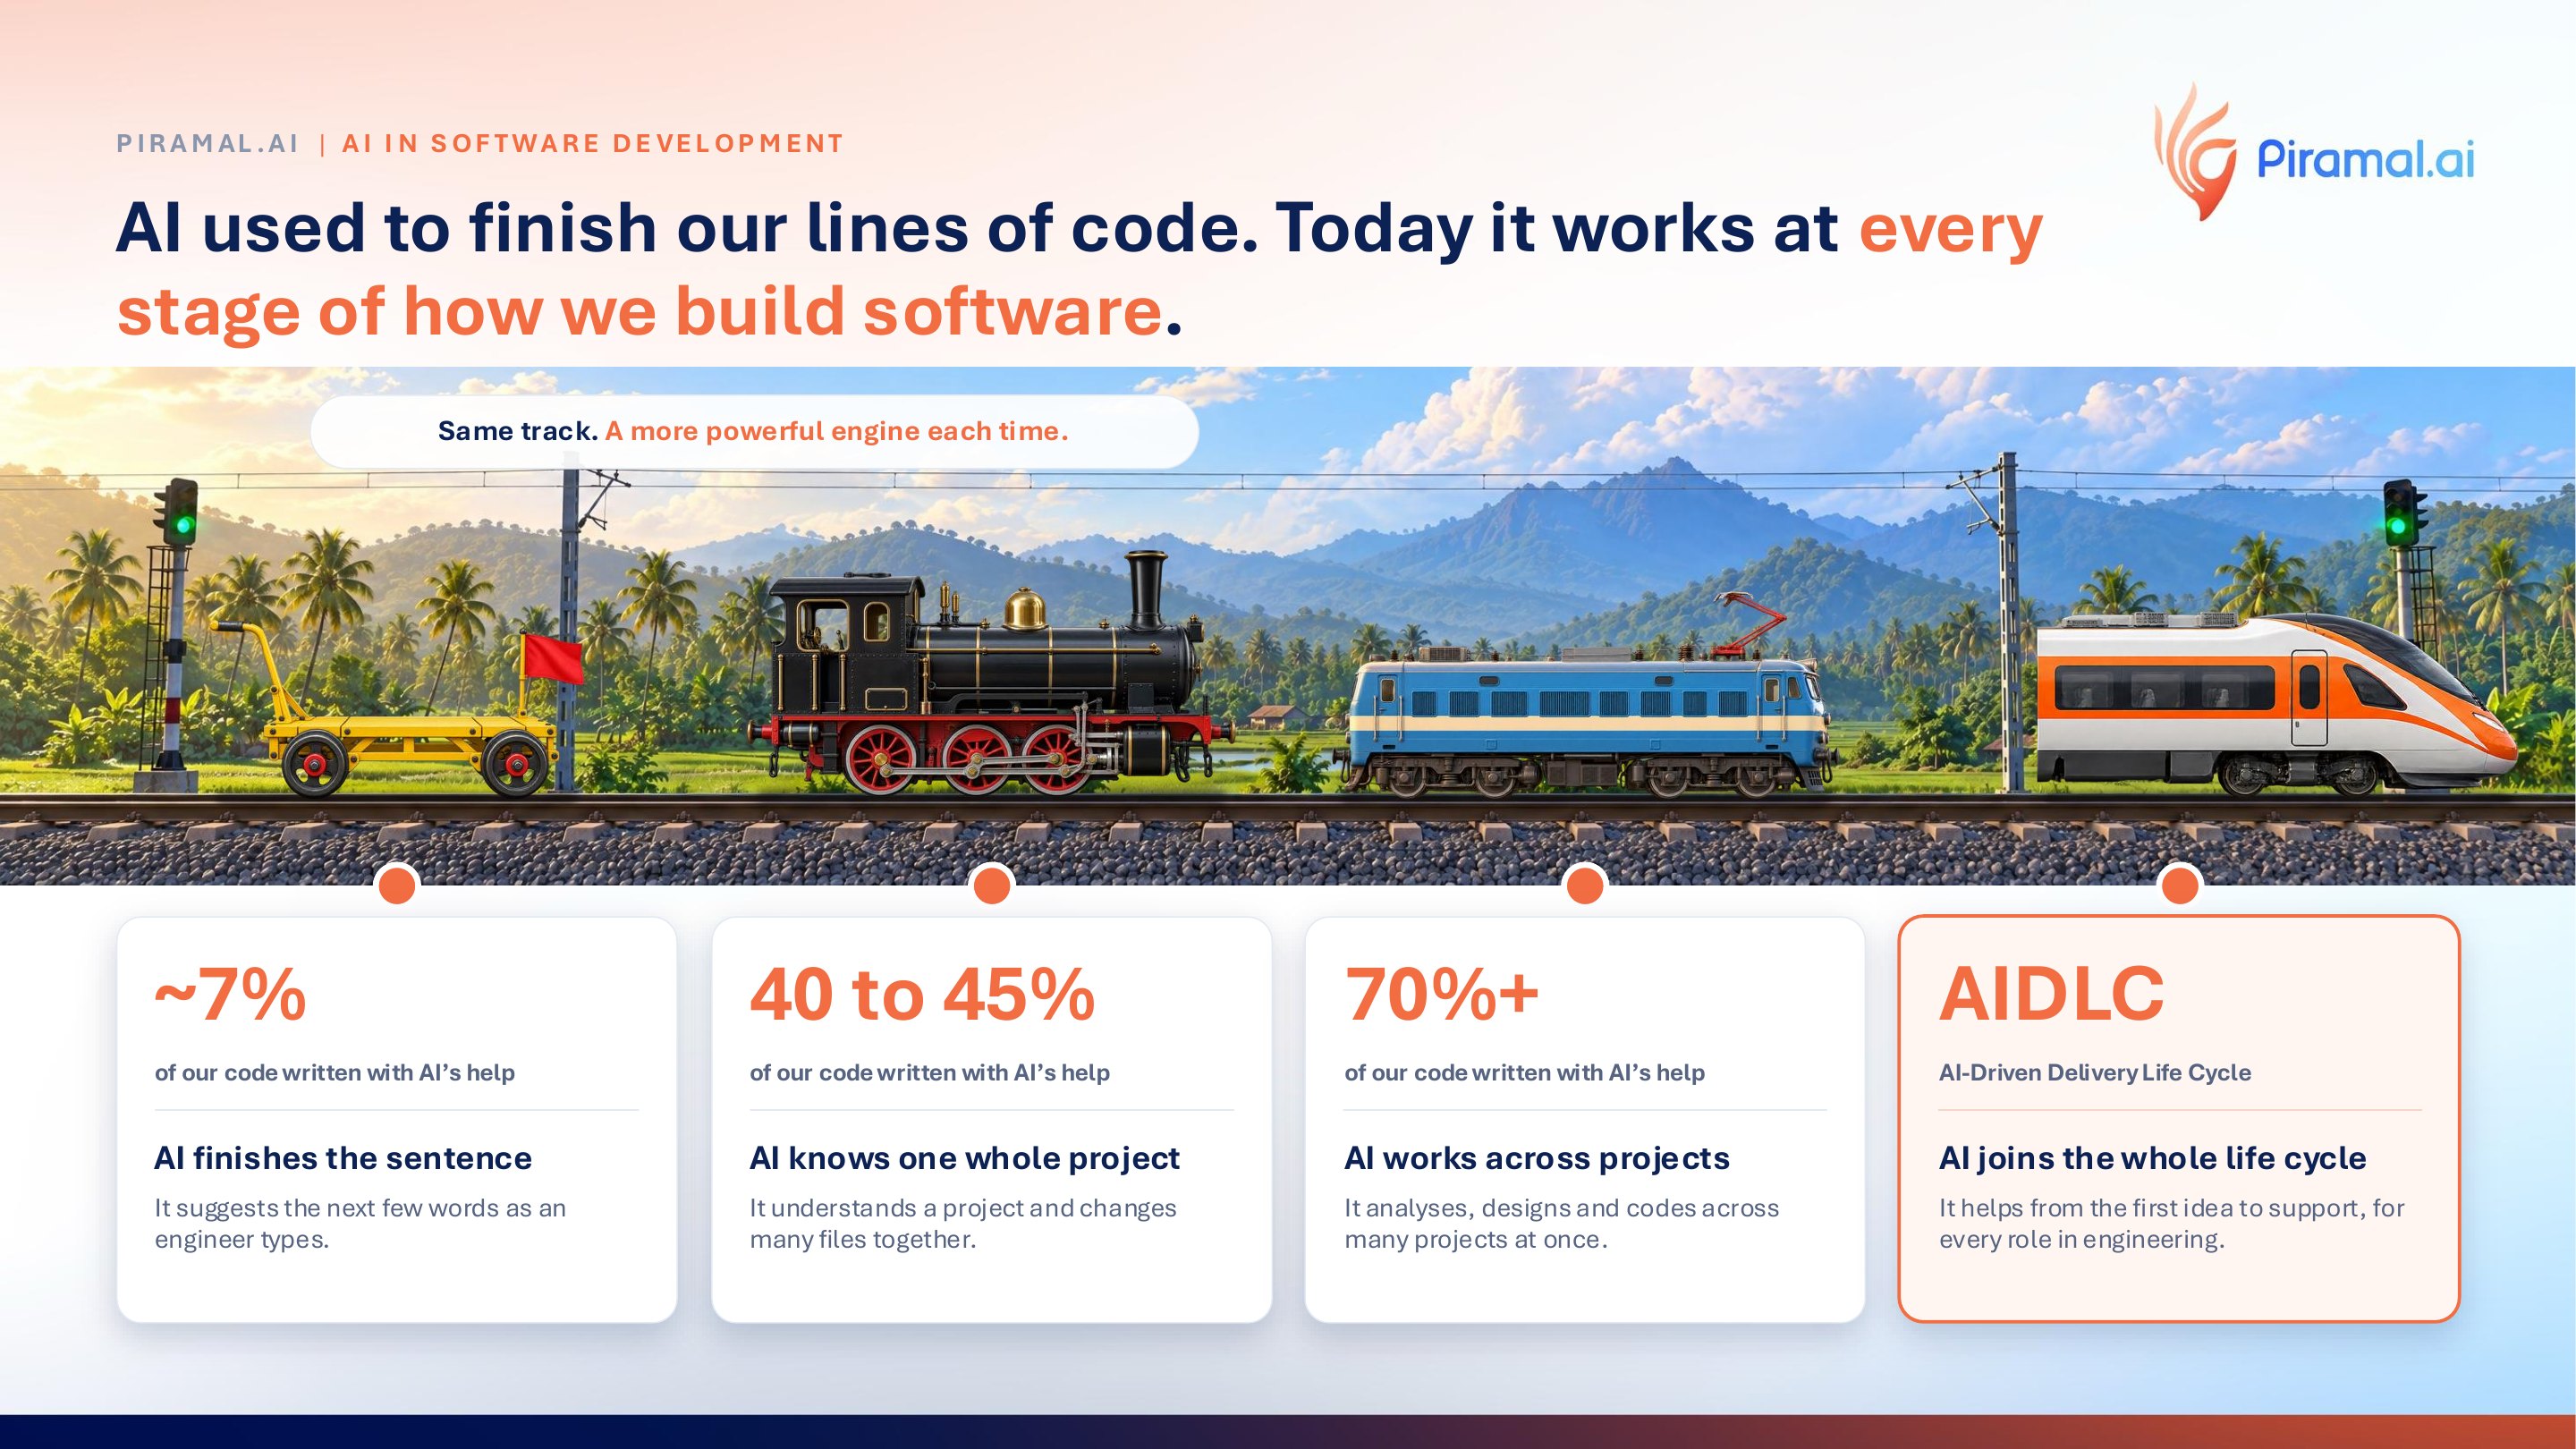 PIRAMAL.AI | AI IN SOFTWARE DEVELOPMENT
Piramal.ai
AI used to finish our lines of code. Today it works at every
stage of how we build software.
Same track. A more powerful engine each time.
~7%
of our code written with AI’s help
AI finishes the sentence
It suggests the next few words as an
engineer types.
40 to 45%
of our code written with AI’s help
AI knows one whole project
It understands a project and changes
many files together.
70%+
of our code written with AI’s help
AI works across projects
It analyses, designs and codes across
many projects at once.
AIDLC
AI-Driven Delivery Life Cycle
AI joins the whole life cycle
It helps from the first idea to support, for
every role in engineering.